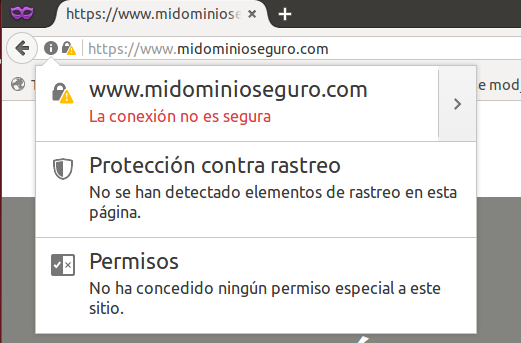 https://www.midominiose
https://www.midominioseguro.com
e mod_
www.midominioseguro.com
La conexión no es segura
Protección contra rastreo
No se han detectado elementos de rastreo en esta
página.
Permisos
No ha concedido ningún permiso especial a este
sitio.